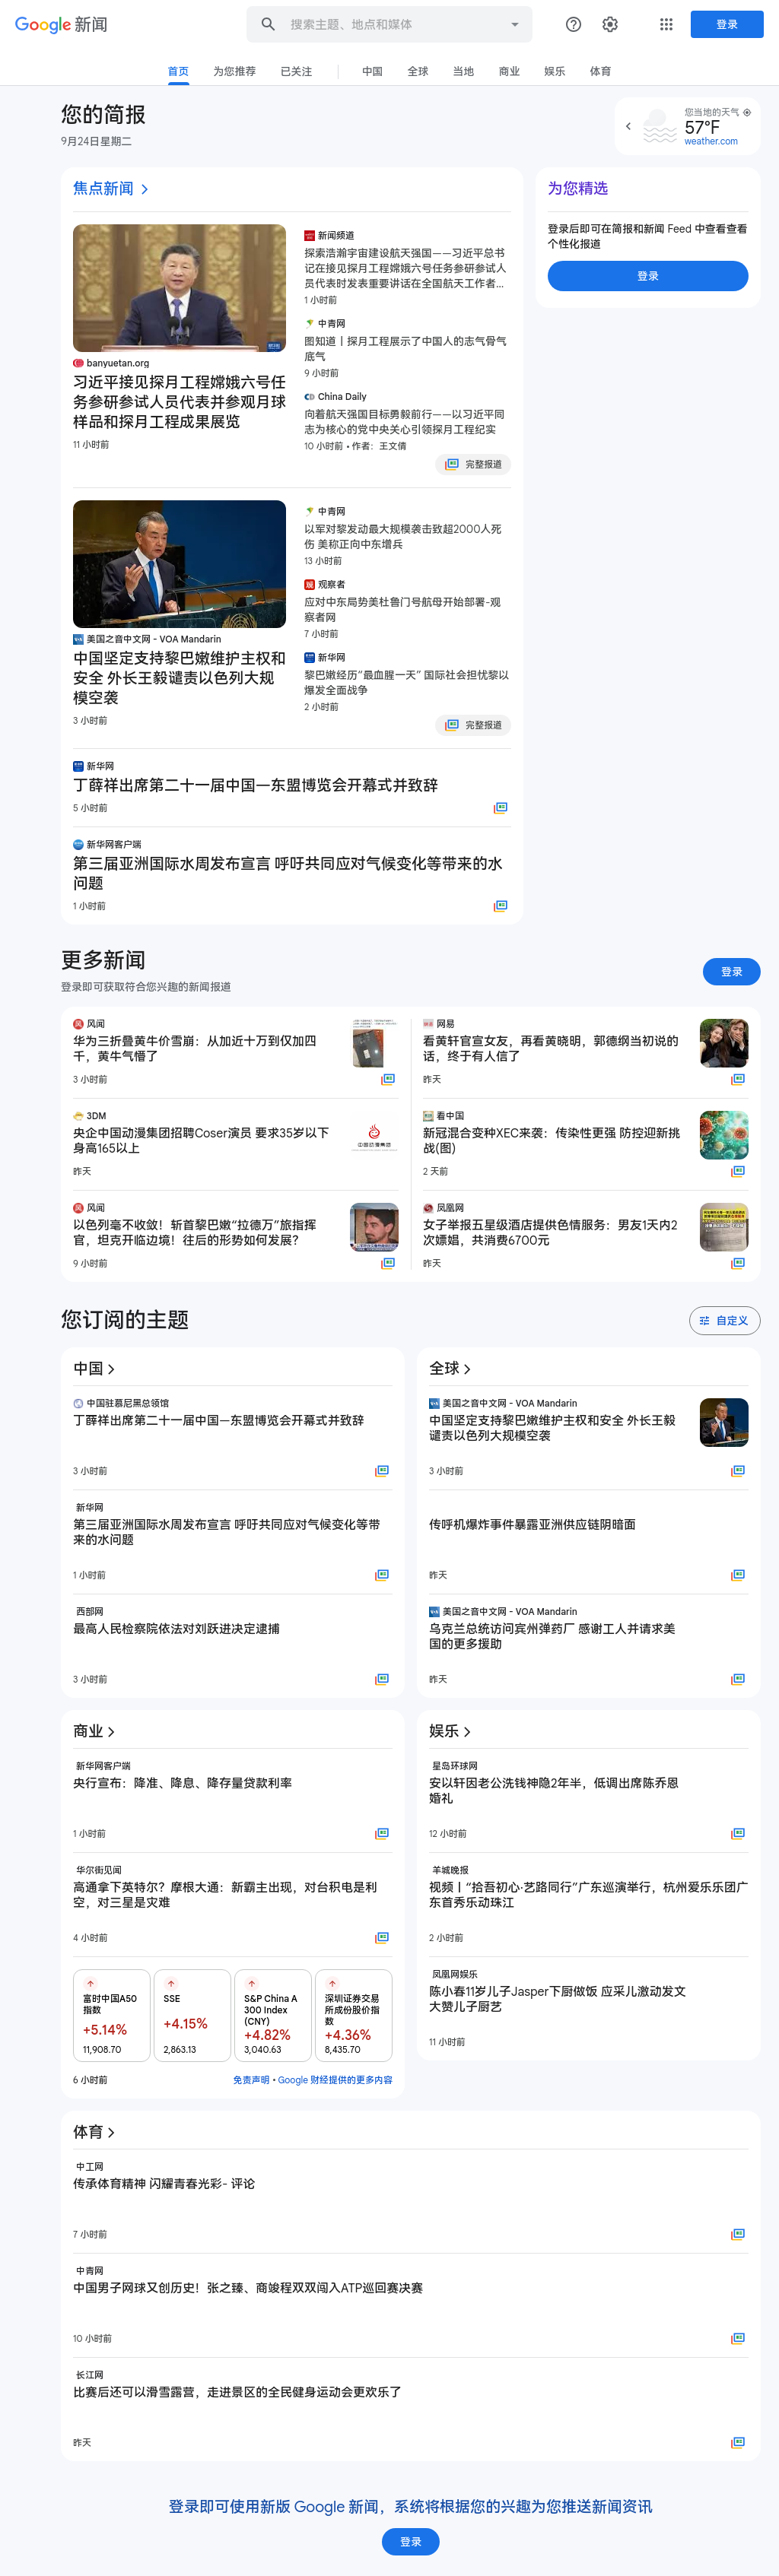 Google 新闻
搜索主题、地点和媒体
登录
首页
为您推荐
已关注
中国
全球
当地
商业
娱乐
体育
您的简报
9月24日星期二
您当地的天气
57°F
weather.com
焦点新闻
banyuetan.org
习近平接见探月工程嫦娥六号任
务参研参试人员代表并参观月球
样品和探月工程成果展览
11 小时前
新闻频道
探索浩瀚宇宙建设航天强国——习近平总书
记在接见探月工程嫦娥六号任务参研参试人
员代表时发表重要讲话在全国航天工作者...
1 小时前
中青网
图知道丨探月工程展示了中国人的志气骨气
底气
9 小时前
China Daily
向着航天强国目标勇毅前行——以习近平同
志为核心的党中央关心引领探月工程纪实
10 小时前 • 作者：王文倩
完整报道
美国之音中文网 - VOA Mandarin
中国坚定支持黎巴嫩维护主权和
安全 外长王毅谴责以色列大规
模空袭
3 小时前
中青网
以军对黎发动最大规模袭击致超2000人死
伤 美称正向中东增兵
13 小时前
观察者
应对中东局势美杜鲁门号航母开始部署-观
察者网
7 小时前
新华网
黎巴嫩经历“最血腥一天” 国际社会担忧黎以
爆发全面战争
2 小时前
完整报道
新华网
丁薛祥出席第二十一届中国—东盟博览会开幕式并致辞
5 小时前
新华网客户端
第三届亚洲国际水周发布宣言 呼吁共同应对气候变化等带来的水
问题
1 小时前
为您精选
登录后即可在简报和新闻 Feed 中查看查看
个性化报道
登录
更多新闻
登录即可获取符合您兴趣的新闻报道
登录
风闻
华为三折叠黄牛价雪崩：从加近十万到仅加四
千，黄牛气懵了
3 小时前
3DM
央企中国动漫集团招聘Coser演员 要求35岁以下
身高165以上
昨天
中国动漫集团
风闻
以色列毫不收敛！斩首黎巴嫩“拉德万”旅指挥
官，坦克开临边境！往后的形势如何发展？
9 小时前
网易
看黄轩官宣女友，再看黄晓明，郭德纲当初说的
话，终于有人信了
昨天
看中国
新冠混合变种XEC来袭：传染性更强 防控迎新挑
战(图)
2 天前
凤凰网
女子举报五星级酒店提供色情服务：男友1天内2
次嫖娼，共消费6700元
昨天
您订阅的主题
自定义
中国
中国驻慕尼黑总领馆
丁薛祥出席第二十一届中国—东盟博览会开幕式并致辞
3 小时前
新华网
第三届亚洲国际水周发布宣言 呼吁共同应对气候变化等带
来的水问题
1 小时前
西部网
最高人民检察院依法对刘跃进决定逮捕
3 小时前
全球
美国之音中文网 - VOA Mandarin
中国坚定支持黎巴嫩维护主权和安全 外长王毅
谴责以色列大规模空袭
3 小时前
传呼机爆炸事件暴露亚洲供应链阴暗面
昨天
美国之音中文网 - VOA Mandarin
乌克兰总统访问宾州弹药厂 感谢工人并请求美
国的更多援助
昨天
商业
新华网客户端
央行宣布：降准、降息、降存量贷款利率
1 小时前
华尔街见闻
高通拿下英特尔？摩根大通：新霸主出现，对台积电是利
空，对三星是灾难
4 小时前
富时中国A50
指数
+5.14%
11,908.70
SSE
+4.15%
2,863.13
S&P China A
300 Index
(CNY)
+4.82%
3,040.63
深圳证券交易
所成份股价指
数
+4.36%
8,435.70
6 小时前
免责声明 • Google 财经提供的更多内容
娱乐
星岛环球网
安以轩因老公洗钱神隐2年半，低调出席陈乔恩
婚礼
12 小时前
羊城晚报
视频丨“拾吾初心·艺路同行”广东巡演举行，杭州爱乐乐团广
东首秀乐动珠江
2 小时前
凤凰网娱乐
陈小春11岁儿子Jasper下厨做饭 应采儿激动发文
大赞儿子厨艺
11 小时前
体育
中工网
传承体育精神 闪耀青春光彩- 评论
7 小时前
中青网
中国男子网球又创历史！张之臻、商竣程双双闯入ATP巡回赛决赛
10 小时前
长江网
比赛后还可以滑雪露营，走进景区的全民健身运动会更欢乐了
昨天
登录即可使用新版 Google 新闻，系统将根据您的兴趣为您推送新闻资讯
登录